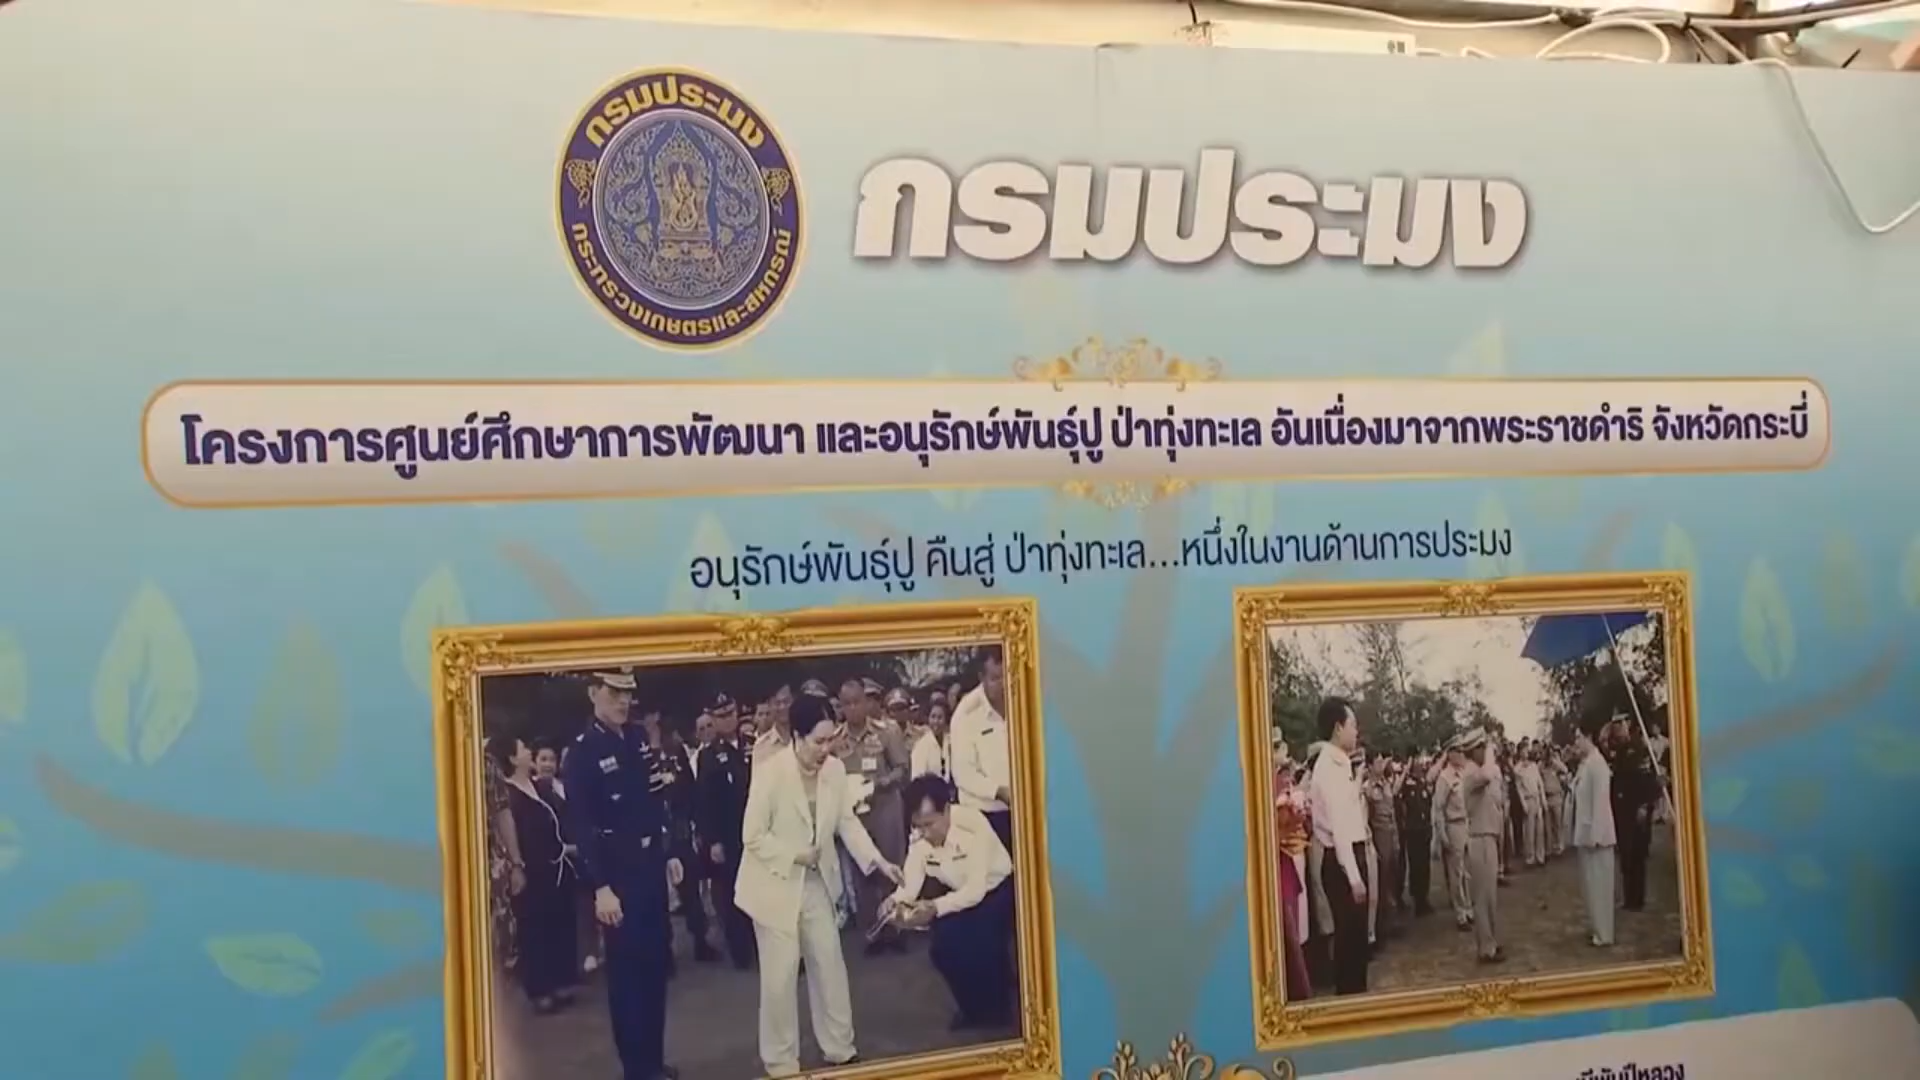 กรมประมง
กระทรวงเกษตรและสหกรณ์
กรมประมง
โครงการศูนย์ศึกษาการพัฒนา และอนุรักษ์พันธุ์ปู ป่าทุ่งทะเล อันเนื่องมาจากพระราชดำริ จังหวัดกระบี่
อนุรักษ์พันธุ์ปู คืนสู่ ป่าทุ่งทะเล...หนึ่งในงานด้านการประมง